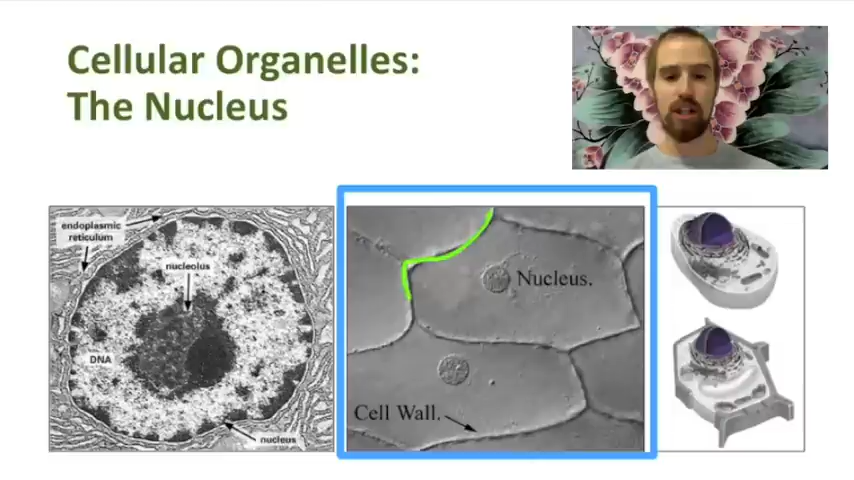 Cellular Organelles:
The Nucleus
endoplasmic
reticulum
nucleolus
DNA
nucleus
Nucleus.
Cell Wall.